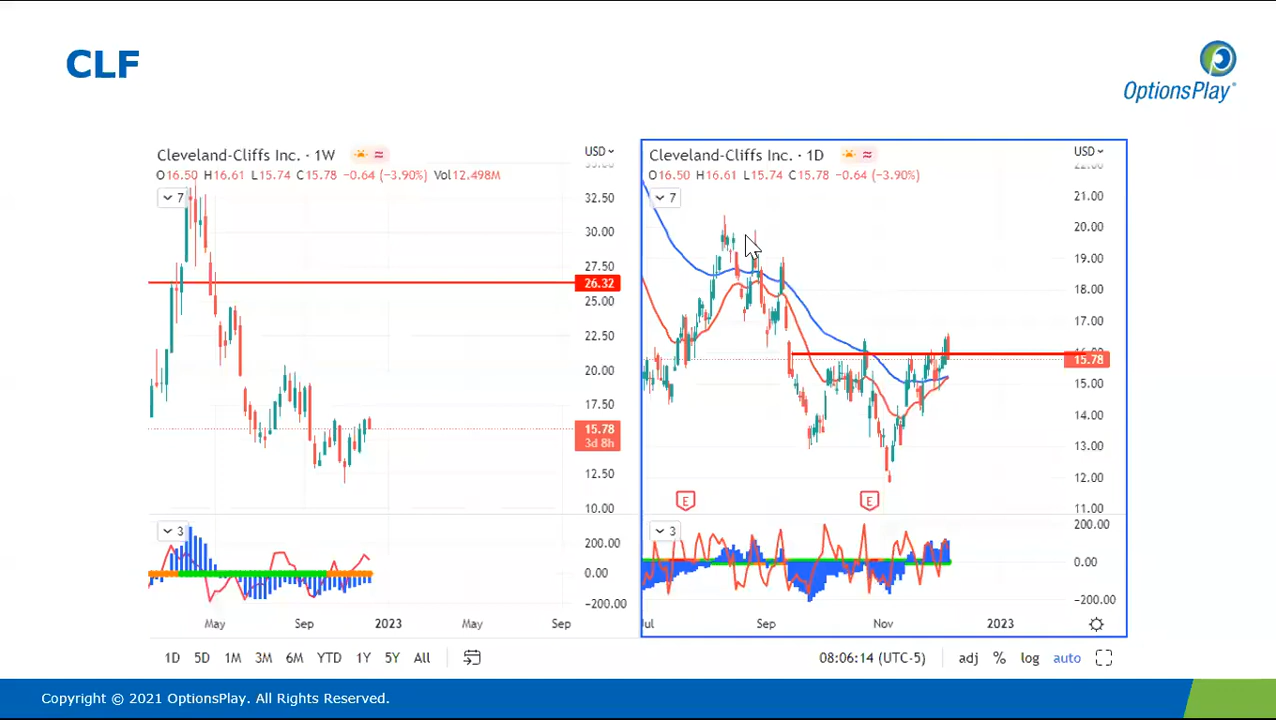 CLF
OptionsPlay
Cleveland-Cliffs Inc. · 1W
USD
O16.50 H16.61 L15.74 C15.78 −0.64 (−3.90%) Vol12.498M
7
32.50
30.00
27.50
26.32
25.00
22.50
20.00
17.50
15.78
3d 8h
12.50
10.00
3
200.00
0.00
−200.00
May Sep 2023 May Sep
Cleveland-Cliffs Inc. · 1D
USD
O16.50 H16.61 L15.74 C15.78 −0.64 (−3.90%)
7
21.00
20.00
19.00
18.00
17.00
15.78
15.00
14.00
13.00
12.00
11.00
E E
3
200.00
0.00
−200.00
Jul Sep Nov 2023
1D 5D 1M 3M 6M YTD 1Y 5Y All
08:06:14 (UTC-5) adj % log auto
Copyright © 2021 OptionsPlay. All Rights Reserved.